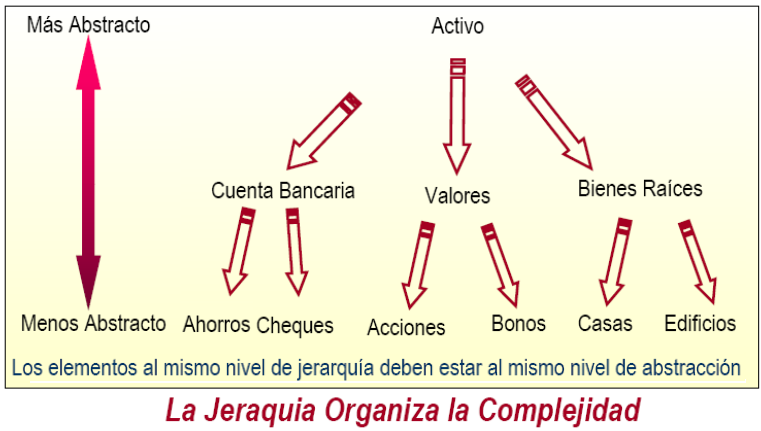 Más Abstracto
Activo
Cuenta Bancaria
Valores
Bienes Raíces
Menos Abstracto
Ahorros
Cheques
Acciones
Bonos
Casas
Edificios
Los elementos al mismo nivel de jerarquía deben estar al mismo nivel de abstracción
La Jeraquia Organiza la Complejidad